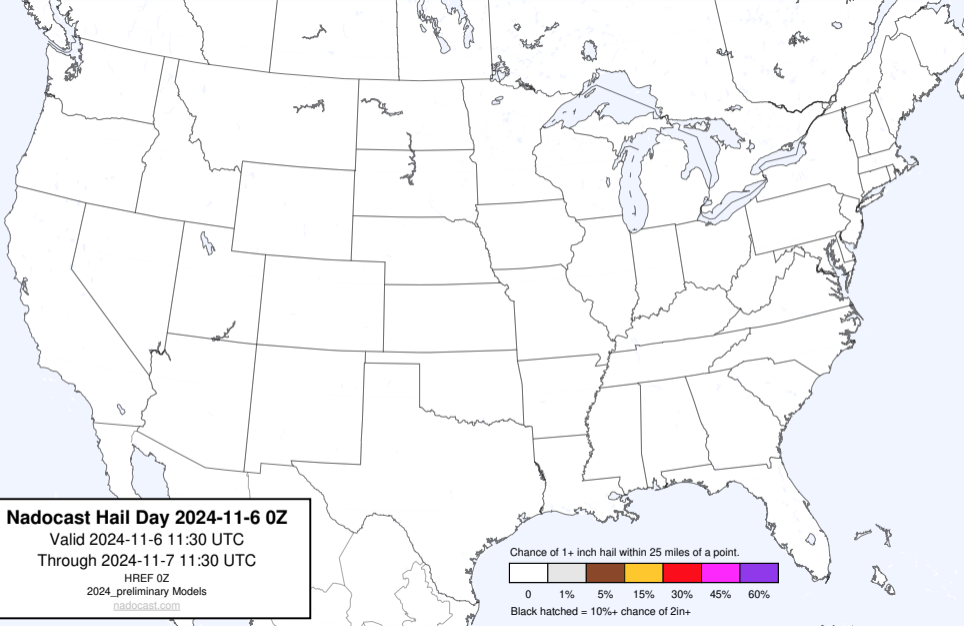 Nadocast Hail Day 2024-11-6 0Z
Valid 2024-11-6 11:30 UTC
Through 2024-11-7 11:30 UTC
HREF 0Z
2024_preliminary Models
nadocast.com
Chance of 1+ inch hail within 25 miles of a point.
0 1% 5% 15% 30% 45% 60%
Black hatched = 10%+ chance of 2in+